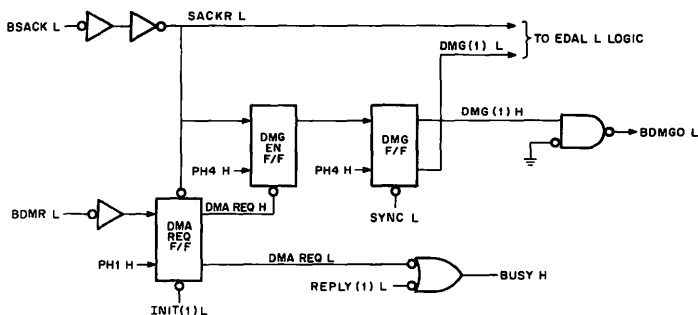 SACKR L
BSACK L
TO EDAL L LOGIC
DMG(1) L
DMG(1) H
DMG
EN
F/F
DMG
F/F
BDMGO L
PH4 H
PH4 H
BDMR L
DMA
REQ
F/F
DMA REQ H
SYNC L
PH1 H
DMA REQ L
BUSY H
REPLY(1) L
INIT(1)L